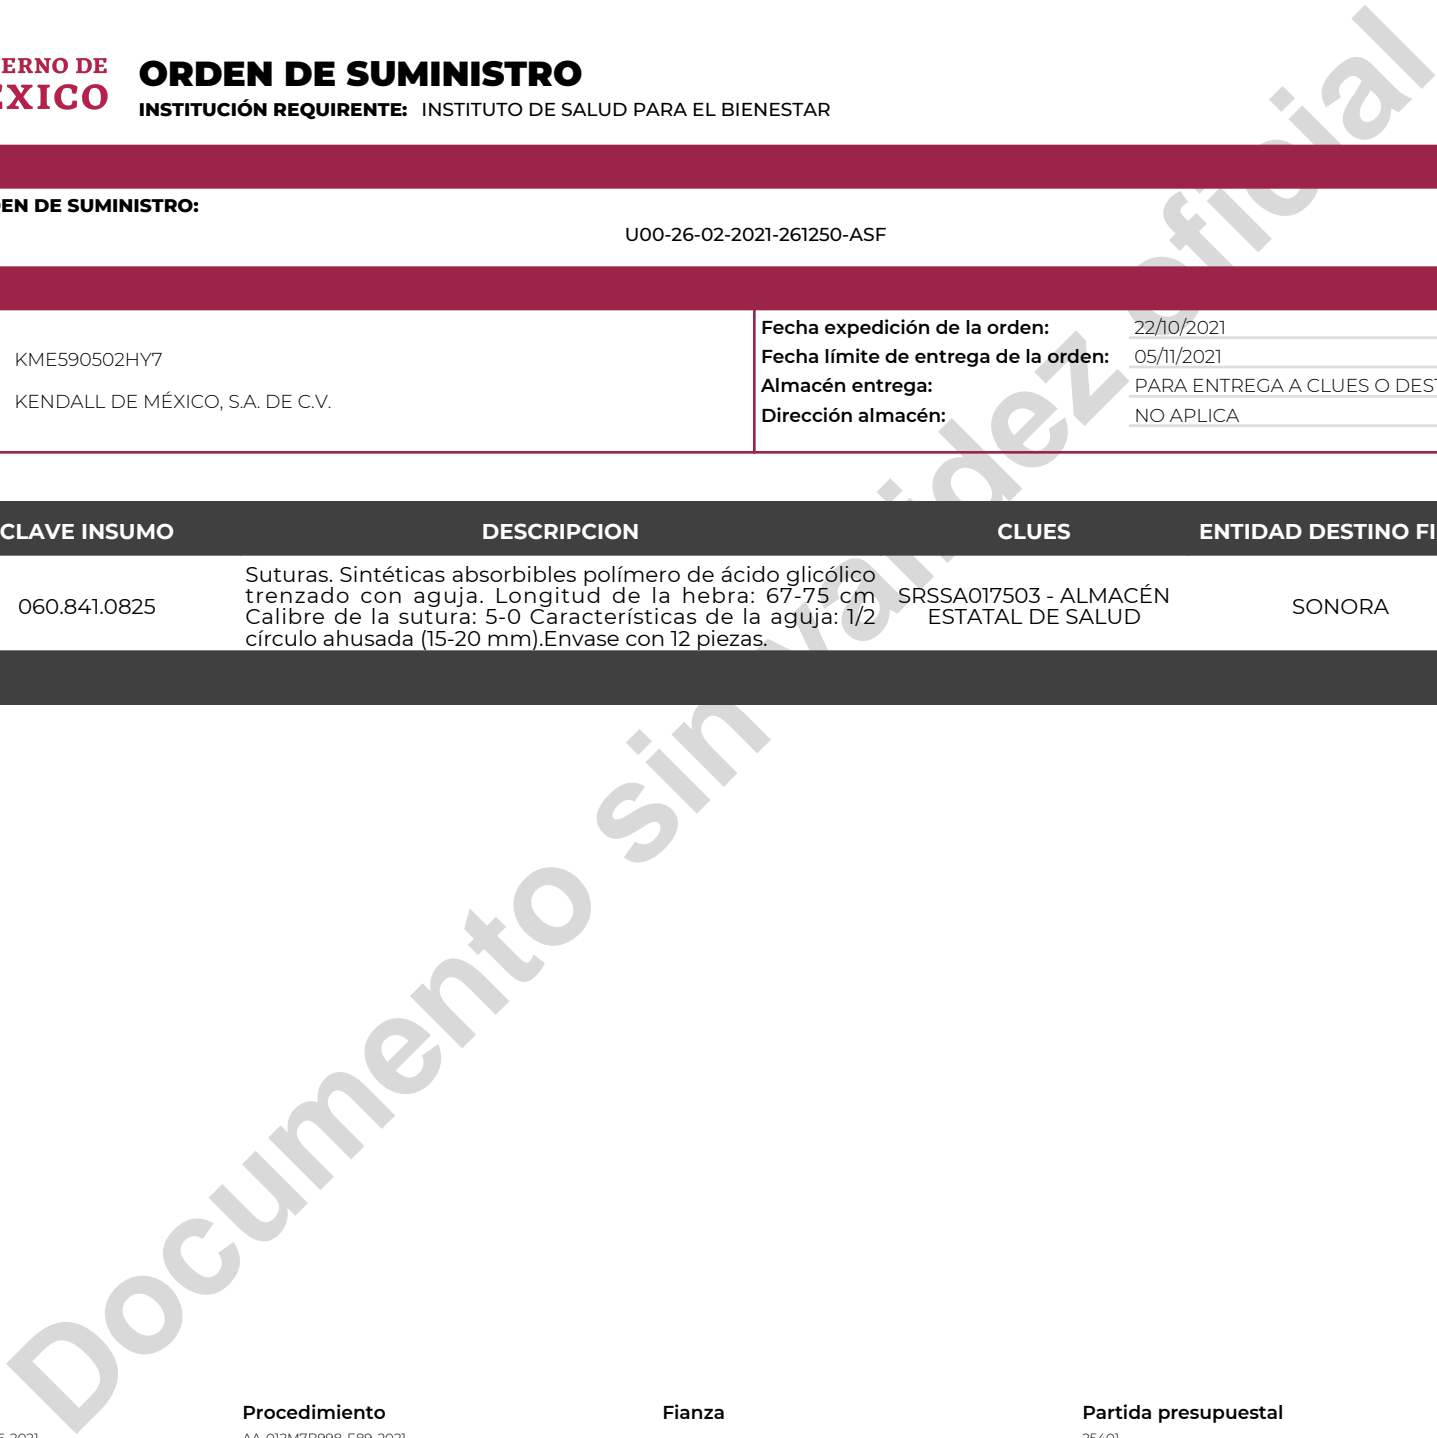 ERNO DE
ORDEN DE SUMINISTRO
INSTITUCIÓN REQUIRENTE: INSTITUTO DE SALUD PARA EL BIENESTAR
EN DE SUMINISTRO:
U00-26-02-2021-261250-ASF
KME590502HY7
KENDALL DE MÉXICO, S.A. DE C.V.
Fecha expedición de la orden: 22/10/2021
Fecha límite de entrega de la orden: 05/11/2021
Almacén entrega: PARA ENTREGA A CLUES O DEST
Dirección almacén: NO APLICA
CLAVE INSUMO DESCRIPCION CLUES ENTIDAD DESTINO FI
060.841.0825
Suturas. Sintéticas absorbibles polímero de ácido glicólico
trenzado con aguja. Longitud de la hebra: 67-75 cm
Calibre de la sutura: 5-0 Características de la aguja: 1/2
círculo ahusada (15-20 mm).Envase con 12 piezas.
SRSSA017503 - ALMACÉN
ESTATAL DE SALUD
SONORA
Documento sin validez oficial
Procedimiento Fianza Partida presupuestal